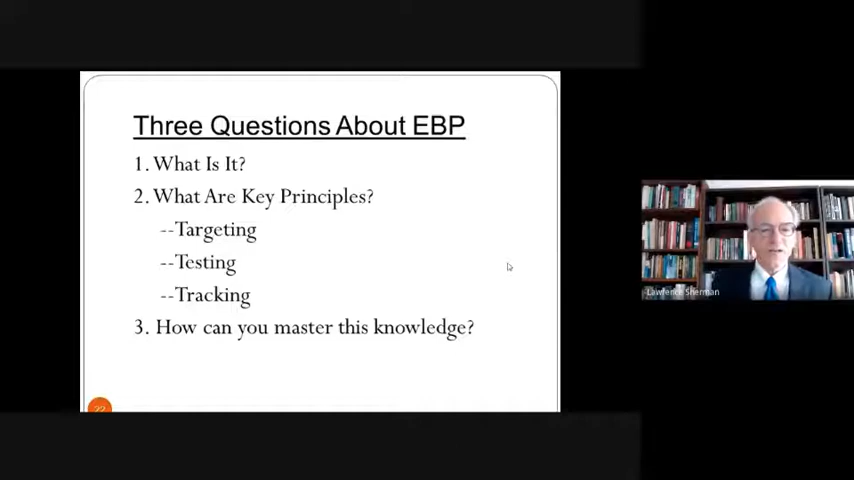 Three Questions About EBP
1. What Is It?
2. What Are Key Principles?
--Targeting
--Testing
--Tracking
3. How can you master this knowledge?
22
Lawrence Sherman